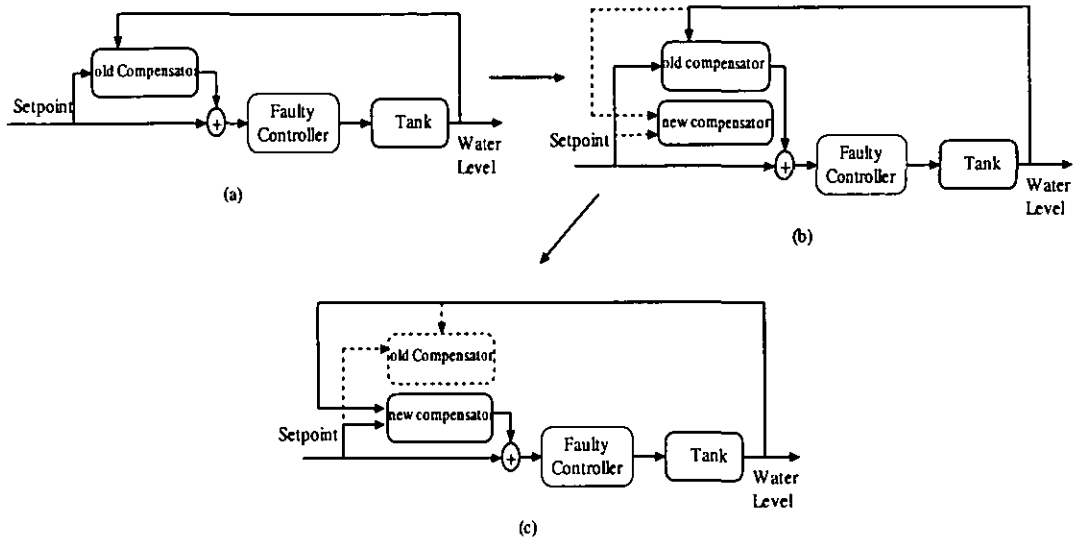 old Compensator
Setpoint
+
Faulty
Controller
Tank
Water
Level
(a)
old compensator
new compensator
Setpoint
+
Faulty
Controller
Tank
Water
Level
(b)
old Compensator
new compensator
Setpoint
+
Faulty
Controller
Tank
Water
Level
(c)